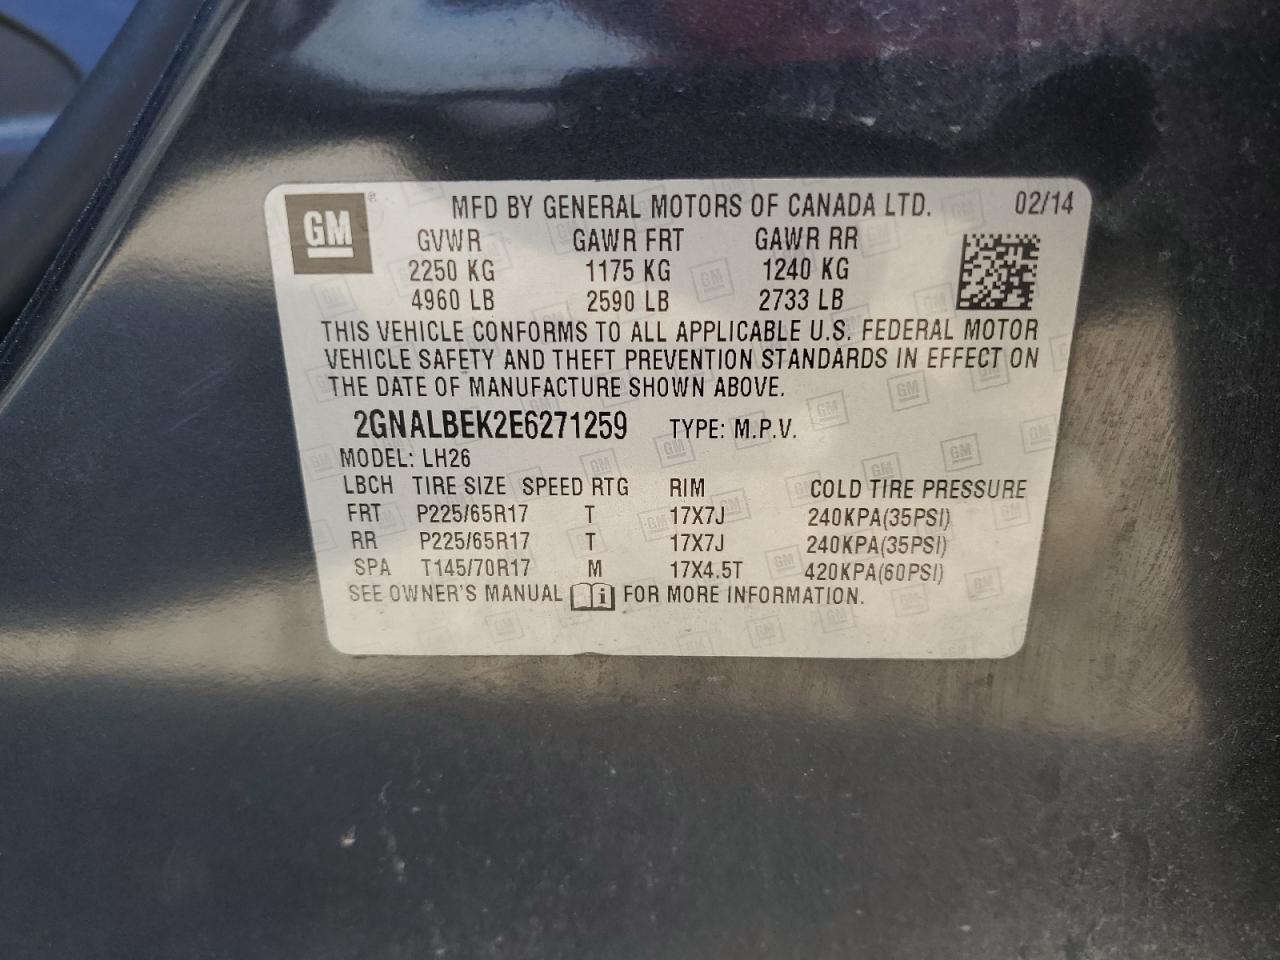 GM ® MFD BY GENERAL MOTORS OF CANADA LTD. 02/14
GVWR GAWR FRT GAWR RR
2250 KG 1175 KG 1240 KG
4960 LB 2590 LB 2733 LB
THIS VEHICLE CONFORMS TO ALL APPLICABLE U.S. FEDERAL MOTOR
VEHICLE SAFETY AND THEFT PREVENTION STANDARDS IN EFFECT ON
THE DATE OF MANUFACTURE SHOWN ABOVE.
2GNALBEK2E6271259 TYPE: M.P.V.
MODEL: LH26
LBCH TIRE SIZE SPEED RTG RIM COLD TIRE PRESSURE
FRT P225/65R17 T 17X7J 240KPA(35PSI)
RR P225/65R17 T 17X7J 240KPA(35PSI)
SPA T145/70R17 M 17X4.5T 420KPA(60PSI)
SEE OWNER'S MANUAL i FOR MORE INFORMATION.